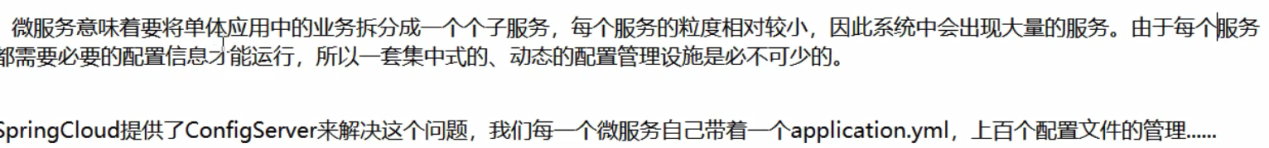 微服务意味着要将单体应用中的业务拆分成一个个子服务，每个服务的粒度相对较小，因此系统中会出现大量的服务。由于每个服务
都需要必要的配置信息才能运行，所以一套集中式的、动态的配置管理设施是必不可少的。
SpringCloud提供了ConfigServer来解决这个问题，我们每一个微服务自己带着一个application.yml，上百个配置文件的管理......